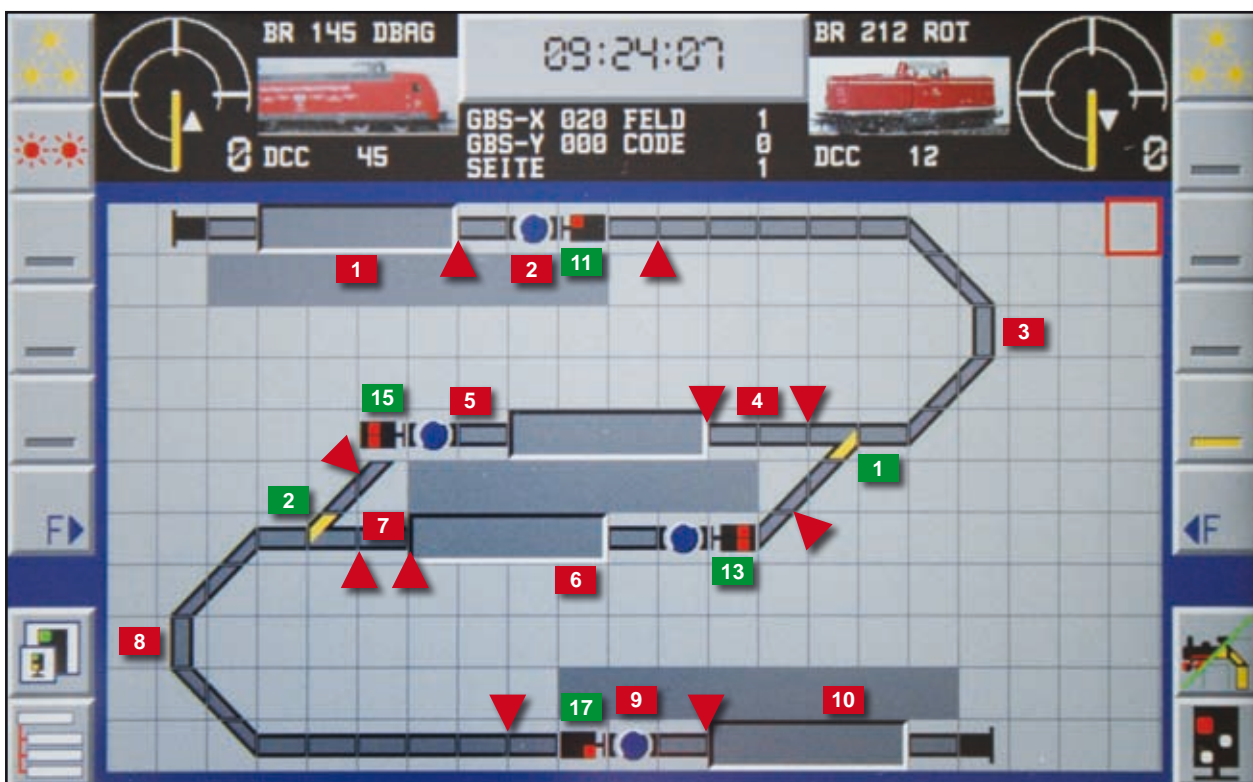 BR 145 DBAG
09:24:07
BR 212 ROT
GBS-X 020 FELD 1
GBS-Y 000 CODE 0
SEITE 1
0
DCC 45
DCC 12
0
1
2
11
3
15
5
4
1
2
7
F
F
6
13
8
17
9
10